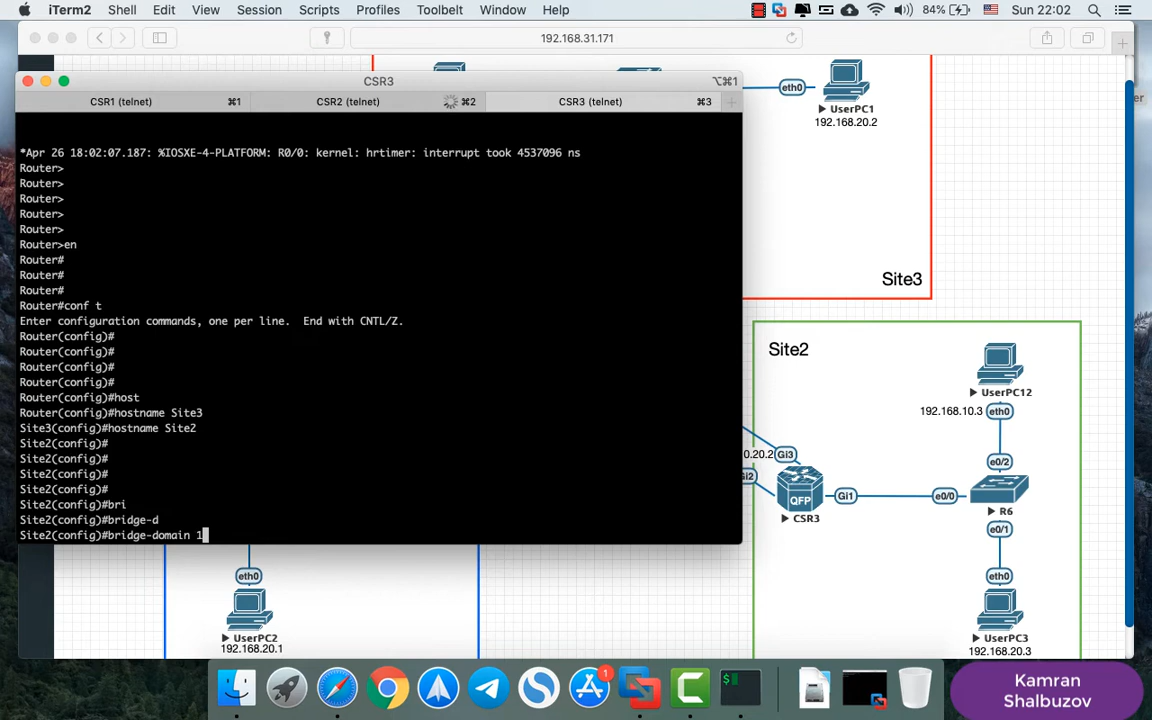 iTerm2 Shell Edit View Session Scripts Profiles Toolbelt Window Help 84% Sun 22:02
192.168.31.171
CSR3 ⌥⌘1
CSR1 (telnet) ⌘1 CSR2 (telnet) ⌘2 CSR3 (telnet) ⌘3
*Apr 26 18:02:07.187: %IOSXE-4-PLATFORM: R0/0: kernel: hrtimer: interrupt took 4537096 ns
Router>
Router>
Router>
Router>
Router>
Router>en
Router#
Router#
Router#
Router#conf t
Enter configuration commands, one per line.  End with CNTL/Z.
Router(config)#
Router(config)#
Router(config)#
Router(config)#
Router(config)#host
Router(config)#hostname Site3
Site3(config)#hostname Site2
Site2(config)#
Site2(config)#
Site2(config)#
Site2(config)#
Site2(config)#bri
Site2(config)#bridge-d
Site2(config)#bridge-domain 1
eth0
UserPC1
192.168.20.2
Site3
Site2
UserPC12
192.168.10.3 eth0
e0/2
0.20.2 Gi3
Gi2
QFP
Gi1
e0/0
CSR3
R6
e0/1
eth0
UserPC3
192.168.20.3
eth0
UserPC2
192.168.20.1
1
Kamran
Shalbuzov